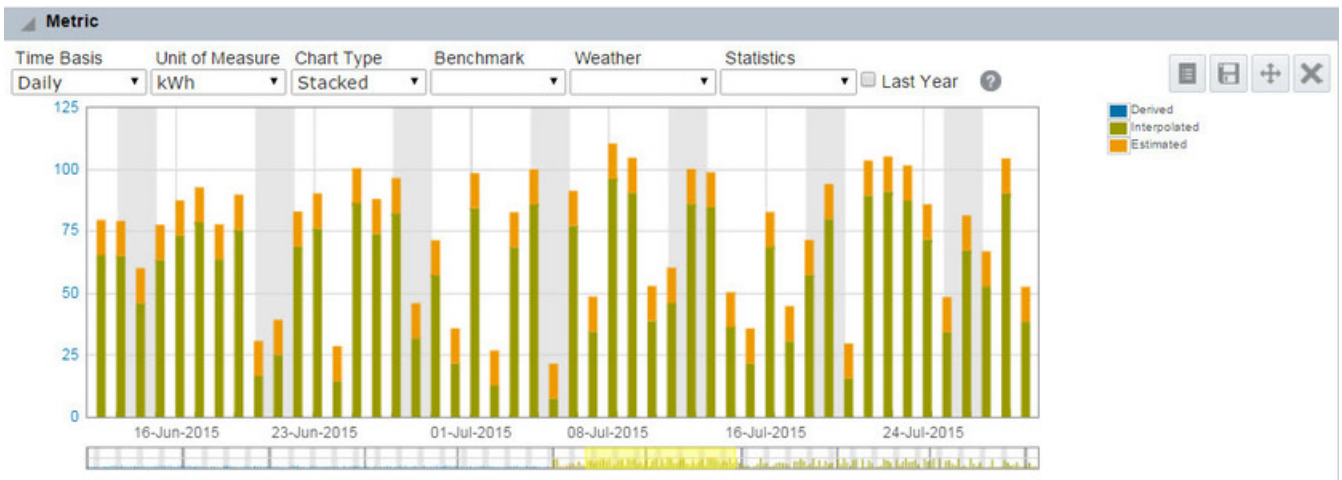 Metric
Time Basis Unit of Measure Chart Type Benchmark Weather Statistics
Daily kWh Stacked Last Year ?
Derived
Interpolated
Estimated
125
100
75
50
25
0
16-Jun-2015 23-Jun-2015 01-Jul-2015 08-Jul-2015 16-Jul-2015 24-Jul-2015